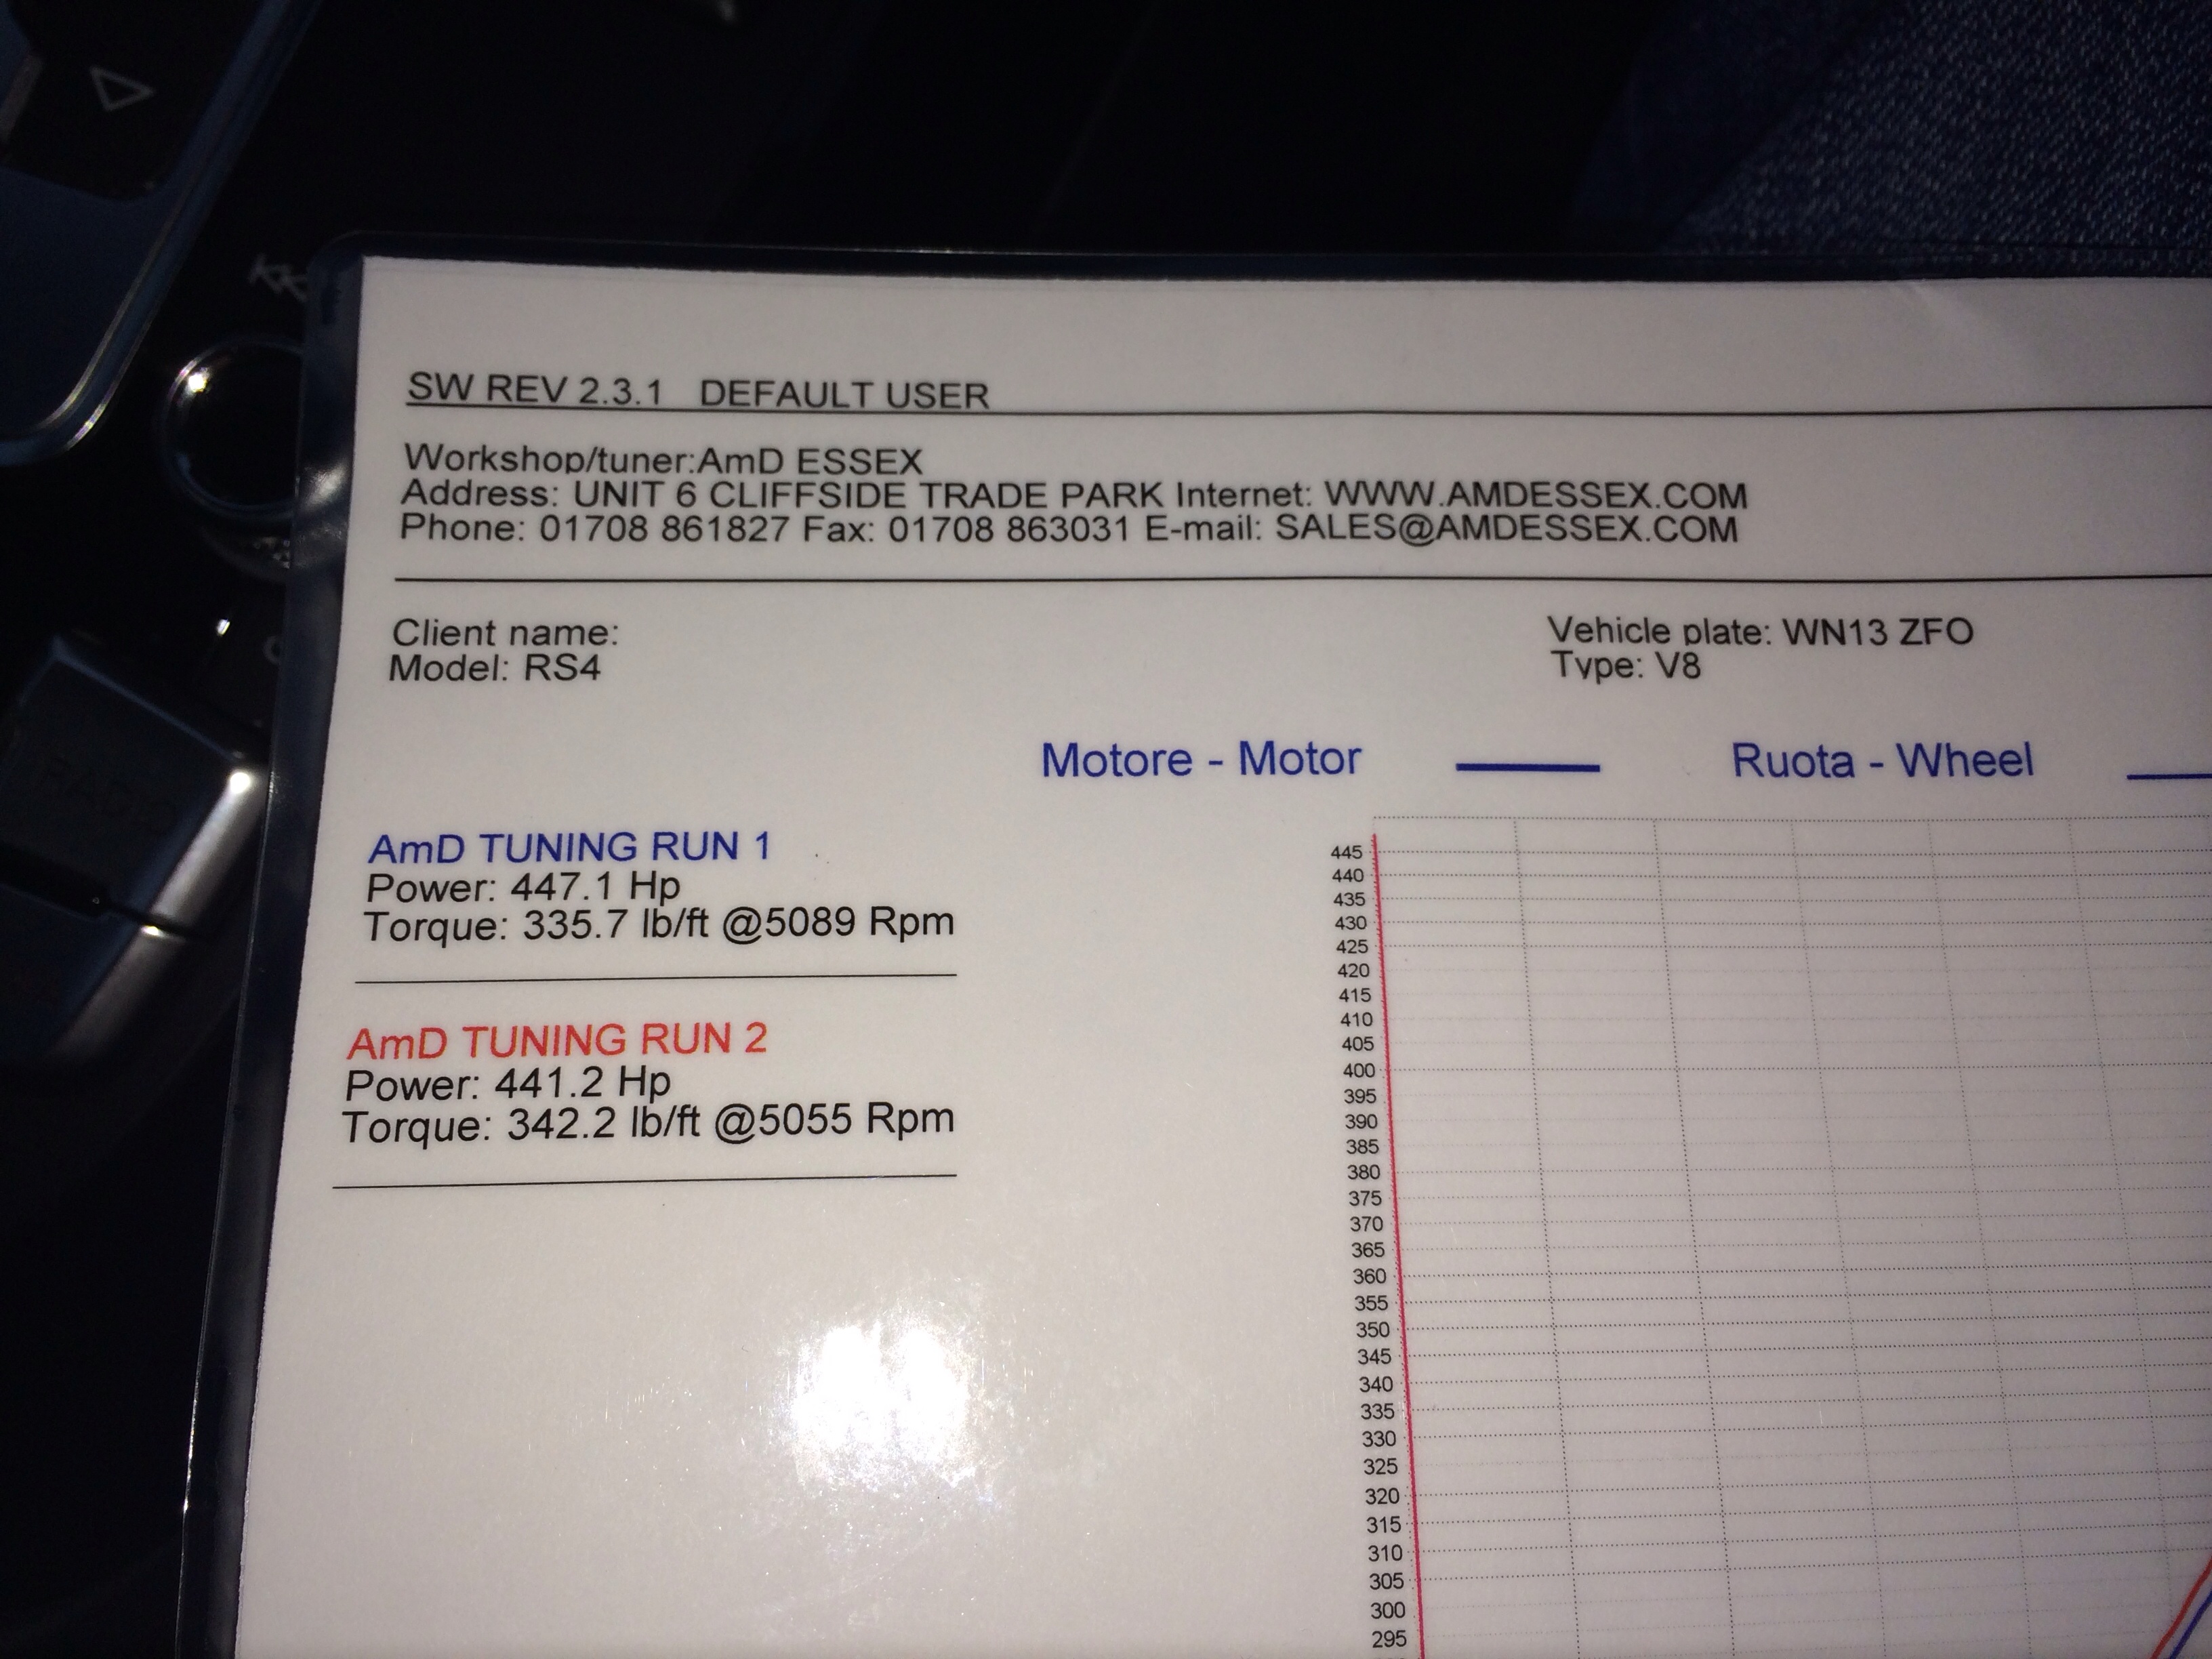 SW REV 2.3.1 DEFAULT USER
Workshop/tuner:AmD ESSEX
Address: UNIT 6 CLIFFSIDE TRADE PARK Internet: WWW.AMDESSEX.COM
Phone: 01708 861827 Fax: 01708 863031 E-mail: SALES@AMDESSEX.COM
Client name:
Vehicle plate: WN13 ZFO
Model: RS4
Type: V8
Motore - Motor
Ruota - Wheel
AmD TUNING RUN 1
Power: 447.1 Hp
Torque: 335.7 lb/ft @5089 Rpm
AmD TUNING RUN 2
Power: 441.2 Hp
Torque: 342.2 lb/ft @5055 Rpm
445
440
435
430
425
420
415
410
405
400
395
390
385
380
375
370
365
360
355
350
345
340
335
330
325
320
315
310
305
300
295
RADIO